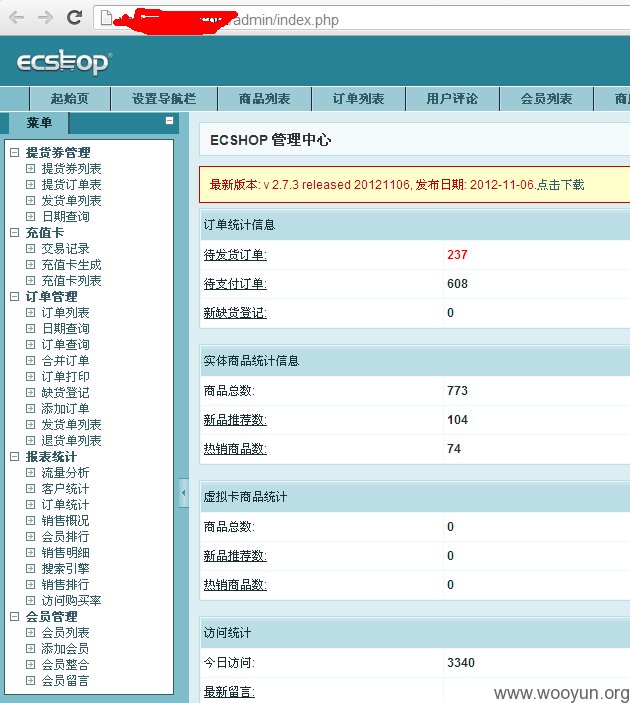 /admin/index.php
ecshop
起始页 设置导航栏 商品列表 订单列表 用户评论 会员列表
菜单
提货券管理
提货券列表
提货订单表
发货单列表
日期查询
充值卡
交易记录
充值卡生成
充值卡列表
订单管理
订单列表
日期查询
订单查询
合并订单
订单打印
缺货登记
添加订单
发货单列表
退货单列表
报表统计
流量分析
客户统计
订单统计
销售概况
会员排行
销售明细
搜索引擎
销售排行
访问购买率
会员管理
会员列表
添加会员
会员整合
会员留言
ECSHOP 管理中心
最新版本: v 2.7.3 released 20121106, 发布日期: 2012-11-06.点击下载
订单统计信息
待发货订单: 237
待支付订单: 608
新缺货登记: 0
实体商品统计信息
商品总数: 773
新品推荐数: 104
热销商品数: 74
虚拟卡商品统计
商品总数: 0
新品推荐数: 0
热销商品数: 0
访问统计
今日访问: 3340
最新留言:
www.wooyun.org